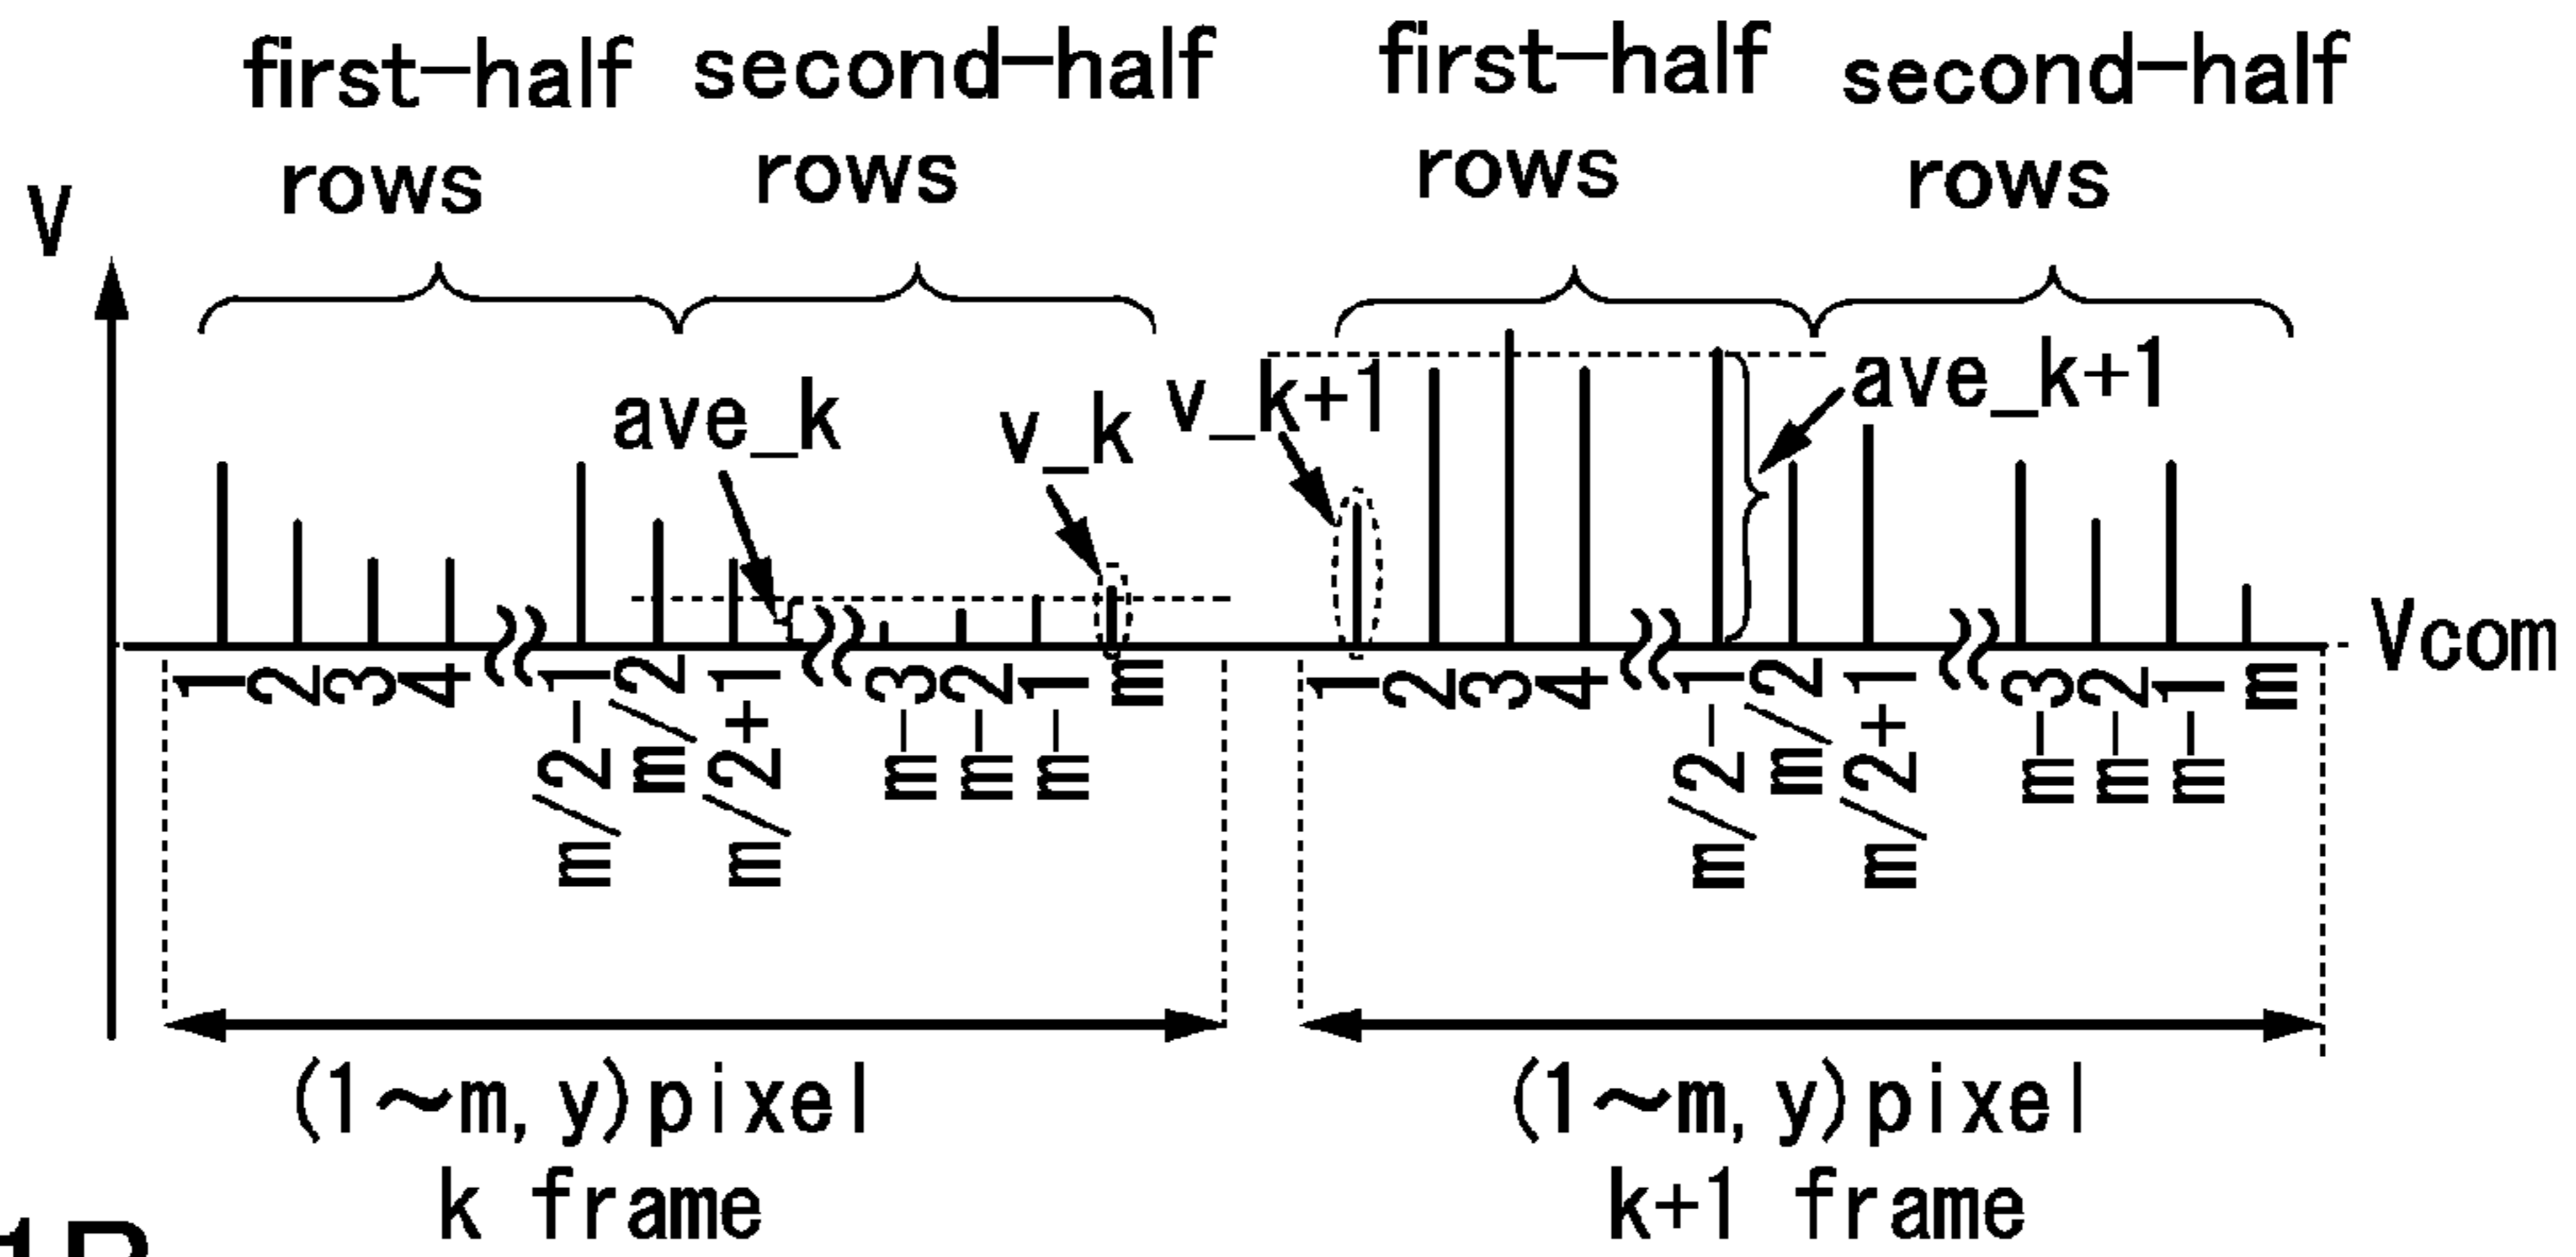 first-half second-half first-half second-half
rows rows rows rows
V
ave_k v_k v_k+1 ave_k+1
Vcom
1 2 3 4 m/2-1 m/2 m/2+1 m-3 m-2 m-1 m 1 2 3 4 m/2-1 m/2 m/2+1 m-3 m-2 m-1 m
(1~m, y)pixel (1~m, y)pixel
k frame k+1 frame